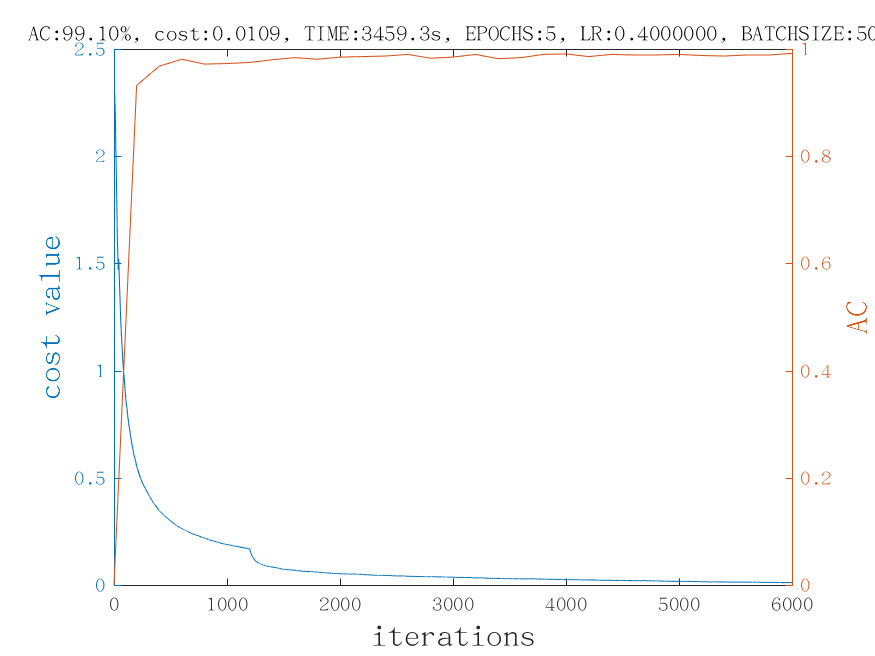 AC:99.10%, cost:0.0109, TIME:3459.3s, EPOCHS:5, LR:0.4000000, BATCHSIZE:50
2.5
2
1.5
1
0.5
0
cost value
1
0.8
0.6
0.4
0.2
0
AC
0 1000 2000 3000 4000 5000 6000
iterations